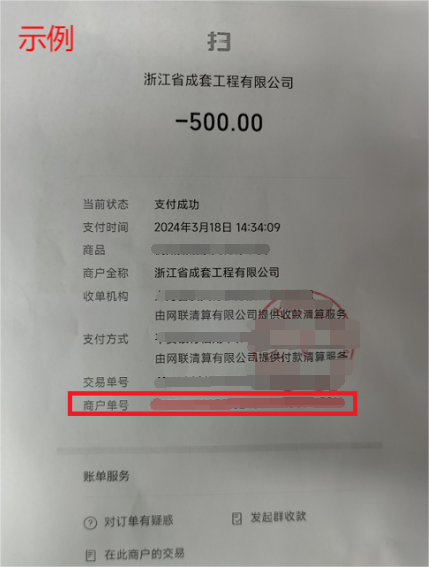 示例
扫
浙江省成套工程有限公司
-500.00
当前状态 支付成功
支付时间 2024年3月18日 14:34:09
商品
商户全称 浙江省成套工程有限公司
收单机构
由网联清算有限公司提供收款清算服务
支付方式
由网联清算有限公司提供付款清算服务
交易单号
商户单号
账单服务
对订单有疑惑 发起群收款
在此商户的交易